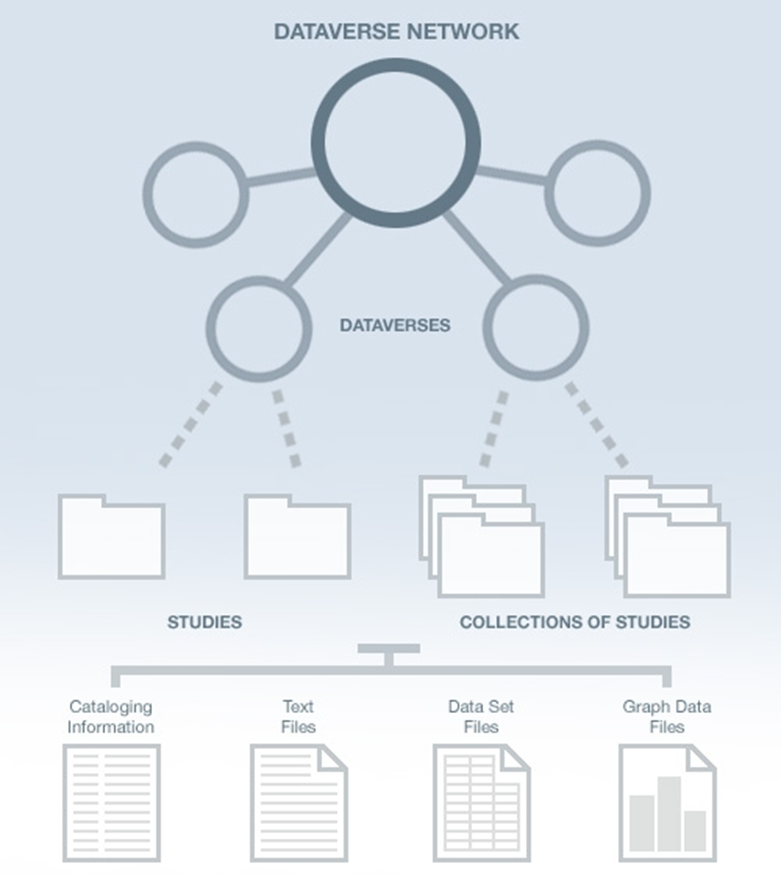 DATAVERSE NETWORK
DATAVERSES
STUDIES
COLLECTIONS OF STUDIES
Cataloging
Information
Text
Files
Data Set
Files
Graph Data
Files